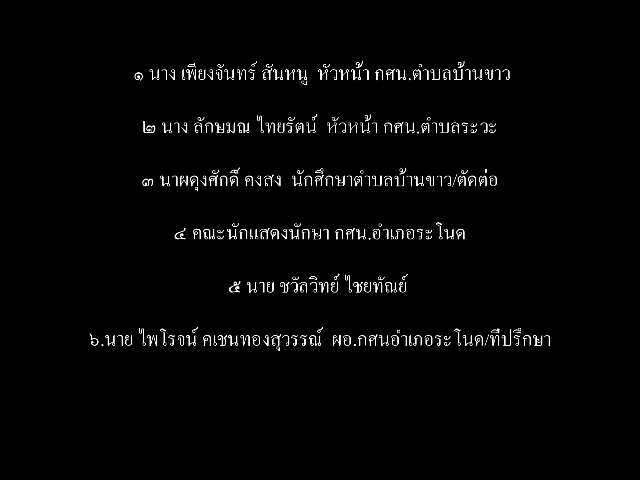 ๑ นาง เพียงจันทร์ สันหนู หัวหน้า กศน.ตำบลบ้านขาว
๒ นาง ลักษมณ ไทยรัตน์ หัวหน้า กศน.ตำบลระวะ
๓ นาผดุงศักดิ์ คงสง นักศึกษาตำบลบ้านขาว/ตัดต่อ
๔ คณะนักแสดงนักษา กศน.อำเภอระโนด
๕ นาย ชวัลวิทย์ ไชยทัณย์
๖.นาย ไพโรจน์ คเชนทองสุวรรณ์ ผอ.กศนอำเภอระโนด/ที่ปรึกษา